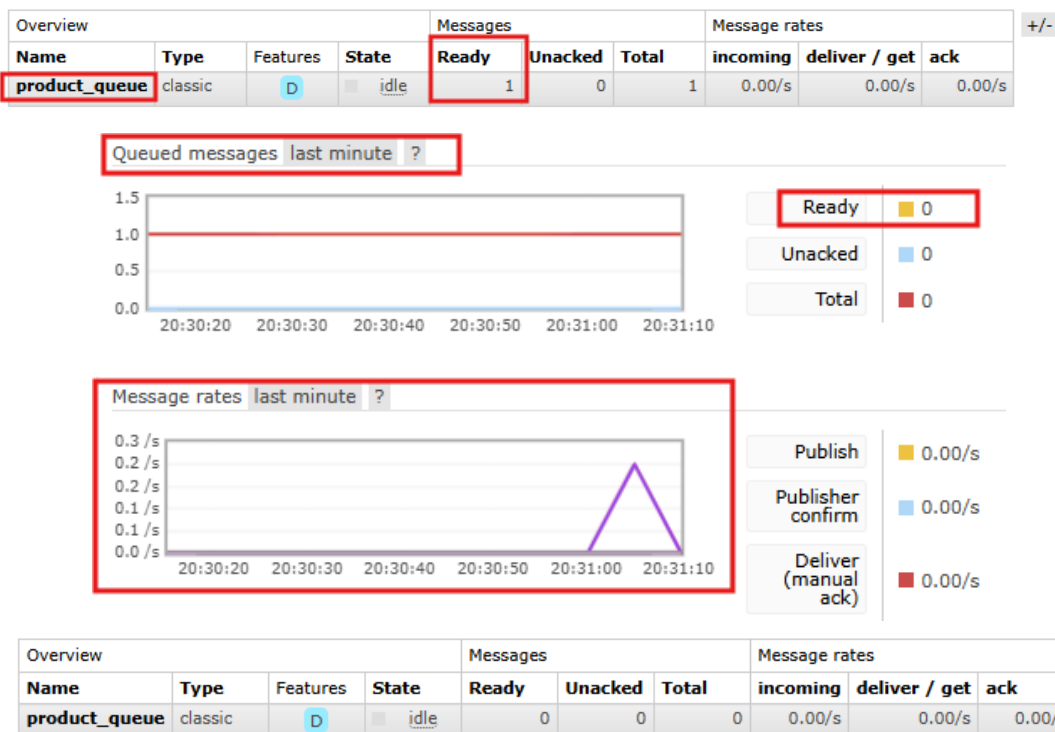 Overview Messages Message rates +/-
Name Type Features State Ready Unacked Total incoming deliver / get ack
product_queue classic D idle 1 0 1 0.00/s 0.00/s 0.00/s
Queued messages last minute ?
1.5
1.0
0.5
0.0
20:30:20 20:30:30 20:30:40 20:30:50 20:31:00 20:31:10
Ready 0
Unacked 0
Total 0
Message rates last minute ?
0.3 /s
0.2 /s
0.2 /s
0.1 /s
0.1 /s
0.0 /s
20:30:20 20:30:30 20:30:40 20:30:50 20:31:00 20:31:10
Publish 0.00/s
Publisher
confirm 0.00/s
Deliver
(manual 0.00/s
ack)
Overview Messages Message rates
Name Type Features State Ready Unacked Total incoming deliver / get ack
product_queue classic D idle 0 0 0 0.00/s 0.00/s 0.00/